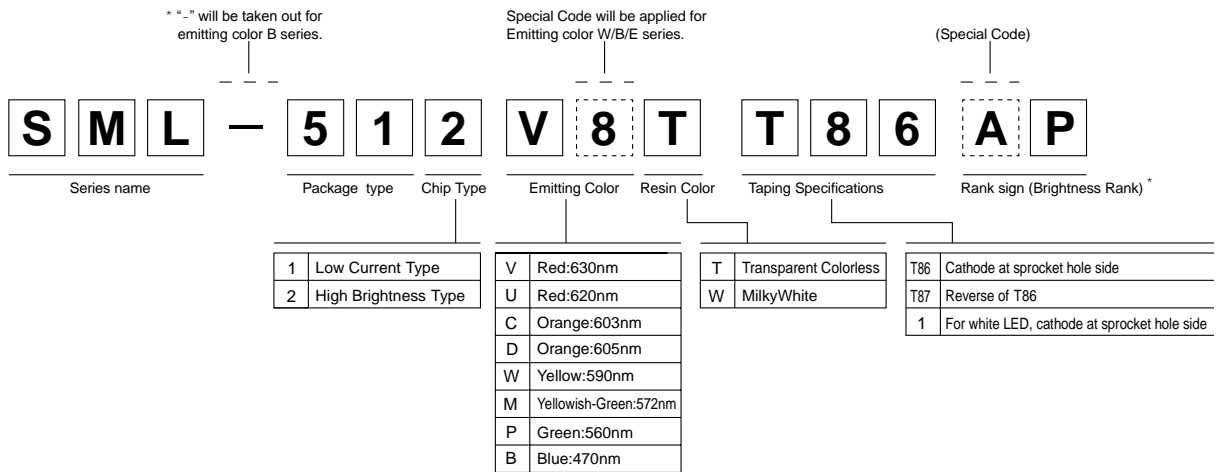 * “-” will be taken out for
emitting color B series.
Special Code will be applied for
Emitting color W/B/E series.
(Special Code)
S M L — 5 1 2 V 8 T T 8 6 A P
Series name
Package type
Chip Type
Emitting Color
Resin Color
Taping Specifications
Rank sign (Brightness Rank) *
1 Low Current Type
2 High Brightness Type
V Red:630nm
U Red:620nm
C Orange:603nm
D Orange:605nm
W Yellow:590nm
M Yellowish-Green:572nm
P Green:560nm
B Blue:470nm
T Transparent Colorless
W MilkyWhite
T86 Cathode at sprocket hole side
T87 Reverse of T86
1 For white LED, cathode at sprocket hole side